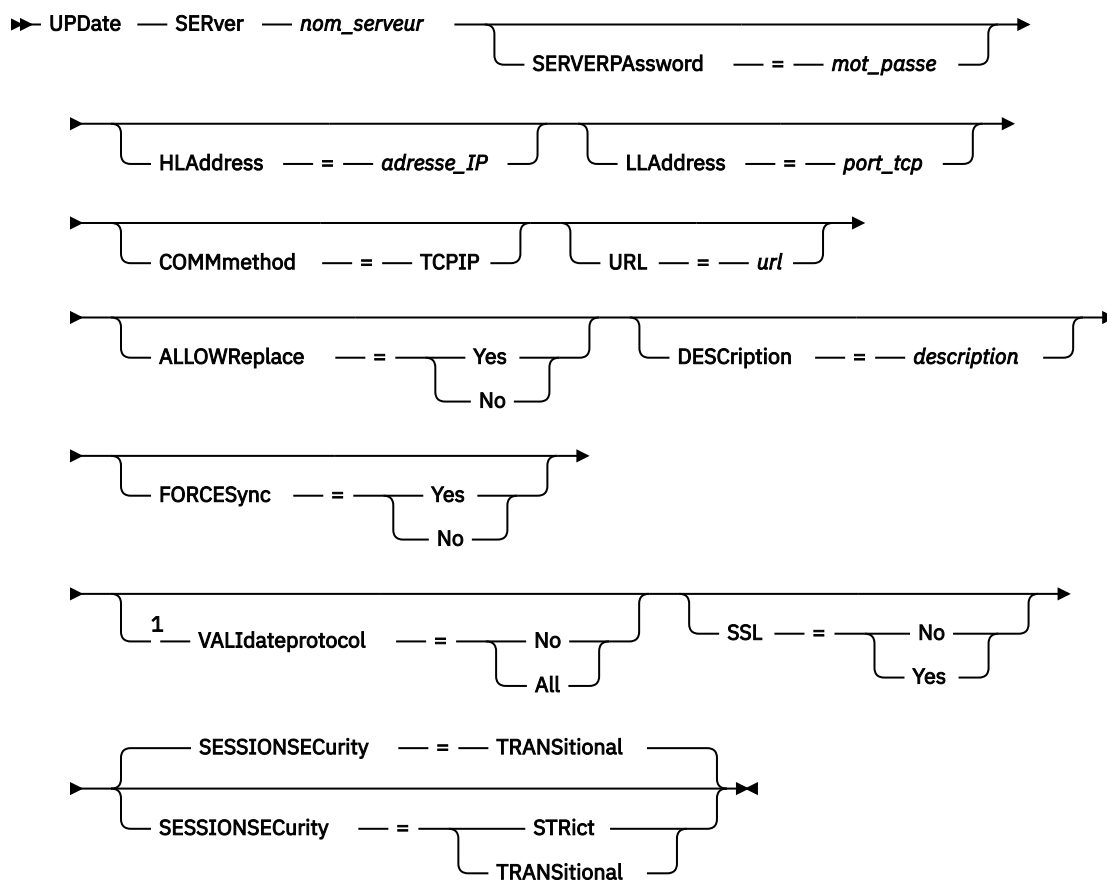 UPDate SERver nom_serveur
SERVERPAssword = mot_passe
HLAddress = adresse_IP LLAddress = port_tcp
COMMmethod = TCPIP URL = url
ALLOWReplace = Yes DESCription = description
No
FORCESync = Yes
No
1 VALIdateprotocol = No SSL = No
All Yes
SESSIONSECurity = TRANSitional
SESSIONSECurity = STRict
TRANSitional